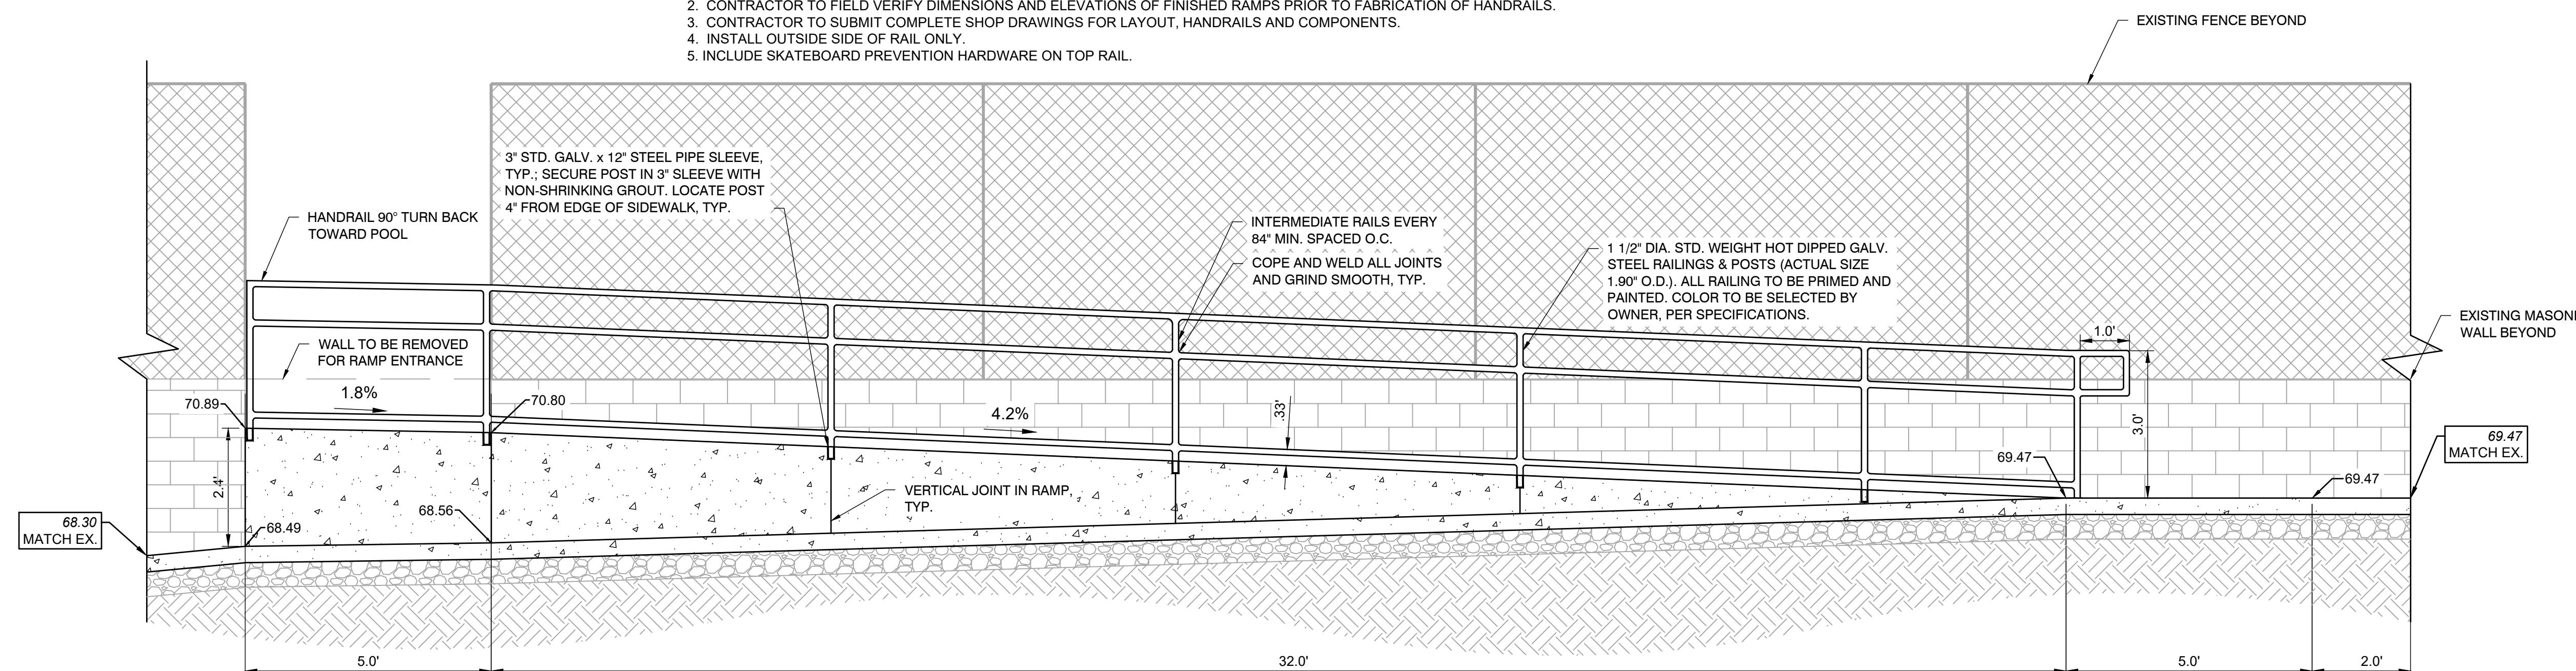 2. CONTRACTOR TO FIELD VERIFY DIMENSIONS AND ELEVATIONS OF FINISHED RAMPS PRIOR TO FABRICATION OF HANDRAILS.
3. CONTRACTOR TO SUBMIT COMPLETE SHOP DRAWINGS FOR LAYOUT, HANDRAILS AND COMPONENTS.
4. INSTALL OUTSIDE SIDE OF RAIL ONLY.
5. INCLUDE SKATEBOARD PREVENTION HARDWARE ON TOP RAIL.
EXISTING FENCE BEYOND
3" STD. GALV. x 12" STEEL PIPE SLEEVE,
TYP.; SECURE POST IN 3" SLEEVE WITH
NON-SHRINKING GROUT. LOCATE POST
4" FROM EDGE OF SIDEWALK, TYP.
HANDRAIL 90° TURN BACK
TOWARD POOL
INTERMEDIATE RAILS EVERY
84" MIN. SPACED O.C.
COPE AND WELD ALL JOINTS
AND GRIND SMOOTH, TYP.
1 1/2" DIA. STD. WEIGHT HOT DIPPED GALV.
STEEL RAILINGS & POSTS (ACTUAL SIZE
1.90" O.D.). ALL RAILING TO BE PRIMED AND
PAINTED. COLOR TO BE SELECTED BY
OWNER, PER SPECIFICATIONS.
EXISTING
WALL BEYOND
WALL TO BE REMOVED
FOR RAMP ENTRANCE
1.0'
1.8%
70.89
70.80
4.2%
.33'
3.0'
69.47
MATCH EX.
69.47
69.47
2.4'
VERTICAL JOINT IN RAMP,
TYP.
68.56
68.49
68.30
MATCH EX.
5.0'
32.0'
5.0'
2.0'